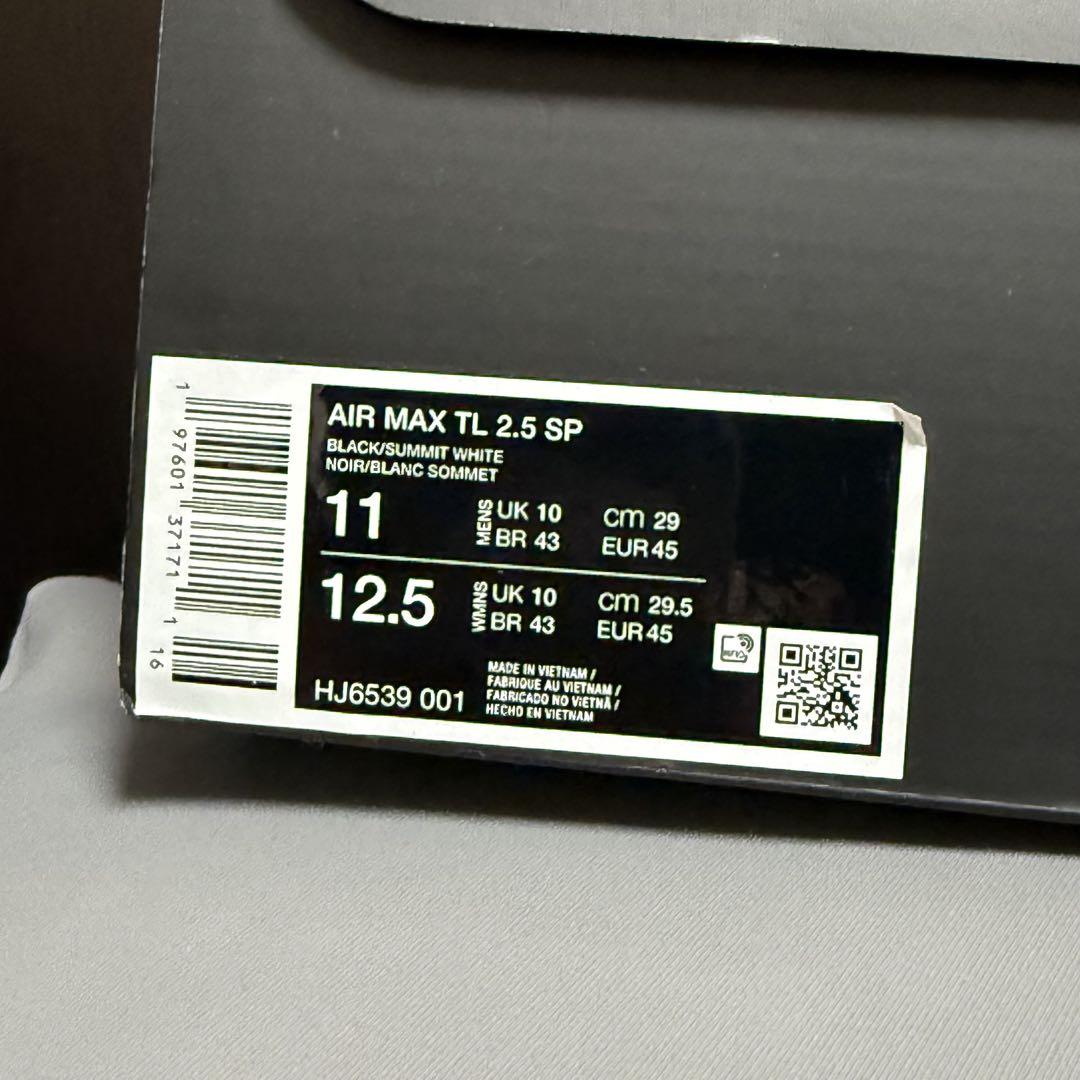 AIR MAX TL 2.5 SP
BLACK/SUMMIT WHITE
NOIR/BLANC SOMMET
11 MENS UK 10 cm 29
BR 43 EUR 45
12.5 WMNS UK 10 cm 29.5
BR 43 EUR 45
HJ6539 001
MADE IN VIETNAM /
FABRIQUE AU VIETNAM /
FABRICADO NO VIETNÃ /
HECHO EN VIETNAM
1 97601 37171 1 16